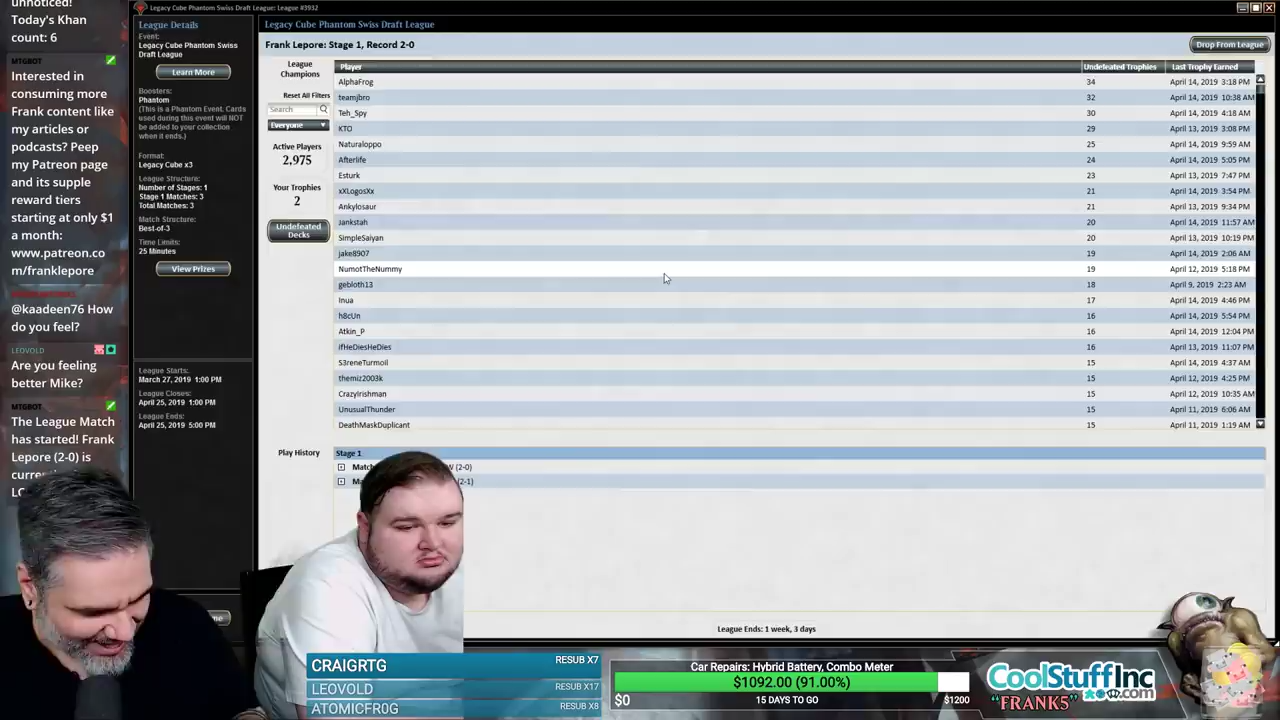 unnoticed!
Today's Khan
count: 6
MTGBOT
Interested in
consuming more
Frank content like
my articles or
podcasts? Peep
my Patreon page
and its supple
reward tiers
starting at only $1
a month:
www.patreon.co
m/franklepore
@kaadeen76 How
do you feel?
LEOVOLD
Are you feeling
better Mike?
MTGBOT
The League Match
has started! Frank
Lepore (2-0) is
Legacy Cube Phantom Swiss Draft League: League #3932
League Details
Event:
Legacy Cube Phantom Swiss
Draft League
Learn More
Boosters:
Phantom
(This is a Phantom Event. Cards
used during this event will NOT
be added to your collection
when it ends.)
Format:
Legacy Cube x3
League Structure:
Number of Stages: 1
Stage 1 Matches: 3
Total Matches: 3
Match Structure:
Best-of-3
Time Limits:
25 Minutes
View Prizes
League Starts:
March 27, 2019 1:00 PM
League Closes:
April 25, 2019 1:00 PM
League Ends:
April 25, 2019 5:00 PM
Legacy Cube Phantom Swiss Draft League
Frank Lepore: Stage 1, Record 2-0
Drop From League
League
Champions
Reset All Filters
Search
Everyone
Active Players
2,975
Your Trophies
2
Undefeated
Decks
Player Undefeated Trophies Last Trophy Earned
AlphaFrog 34 April 14, 2019 3:18 PM
teamjbro 32 April 14, 2019 10:38 AM
Teh_Spy 30 April 14, 2019 4:18 AM
KTO 29 April 13, 2019 3:08 PM
Naturaloppo 25 April 14, 2019 9:59 AM
Afterlife 24 April 14, 2019 5:05 PM
Esturk 23 April 13, 2019 7:47 PM
xXLogosXx 21 April 14, 2019 3:54 PM
Ankylosaur 21 April 13, 2019 9:34 PM
Jankstah 20 April 14, 2019 11:57 AM
SimpleSaiyan 20 April 13, 2019 10:19 PM
jake8907 19 April 14, 2019 2:06 AM
NumotTheNummy 19 April 12, 2019 5:18 PM
gebloth13 18 April 9, 2019 2:23 AM
Inua 17 April 14, 2019 4:46 PM
h8cUn 16 April 14, 2019 5:54 PM
Atkin_P 16 April 14, 2019 12:04 PM
ifHeDiesHeDies 16 April 13, 2019 11:07 PM
S3reneTurmoil 15 April 14, 2019 4:37 AM
themiz2003k 15 April 12, 2019 4:25 PM
CrazyIrishman 15 April 12, 2019 10:35 AM
UnusualThunder 15 April 11, 2019 6:06 AM
DeathMaskDuplicant 15 April 11, 2019 1:19 AM
Play History
Stage 1
(2-0)
(2-1)
League Ends: 1 week, 3 days
CRAIGRTG RESUB X7
LEOVOLD RESUB X17
ATOMICFR0G RESUB X8
Car Repairs: Hybrid Battery, Combo Meter
$1092.00 (91.00%)
$0 15 DAYS TO GO $1200
CoolStuffInc
.com
"FRANK5"